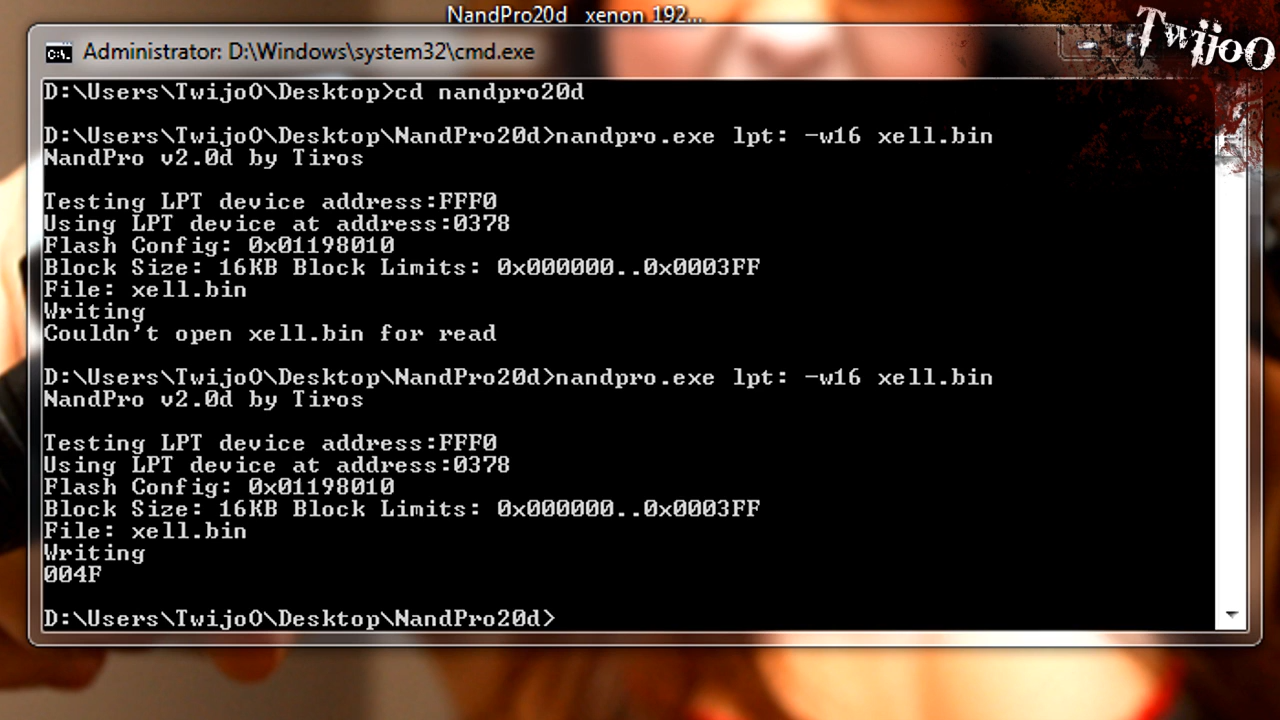 NandPro20d xenon 192...
TwijoO
Administrator: D:\Windows\system32\cmd.exe
D:\Users\TwijoO\Desktop>cd nandpro20d
D:\Users\TwijoO\Desktop\NandPro20d>nandpro.exe lpt: -w16 xell.bin
NandPro v2.0d by Tiros
Testing LPT device address:FFF0
Using LPT device at address:0378
Flash Config: 0x01198010
Block Size: 16KB Block Limits: 0x000000..0x0003FF
File: xell.bin
Writing
Couldn't open xell.bin for read
D:\Users\TwijoO\Desktop\NandPro20d>nandpro.exe lpt: -w16 xell.bin
NandPro v2.0d by Tiros
Testing LPT device address:FFF0
Using LPT device at address:0378
Flash Config: 0x01198010
Block Size: 16KB Block Limits: 0x000000..0x0003FF
File: xell.bin
Writing
004F
D:\Users\TwijoO\Desktop\NandPro20d>